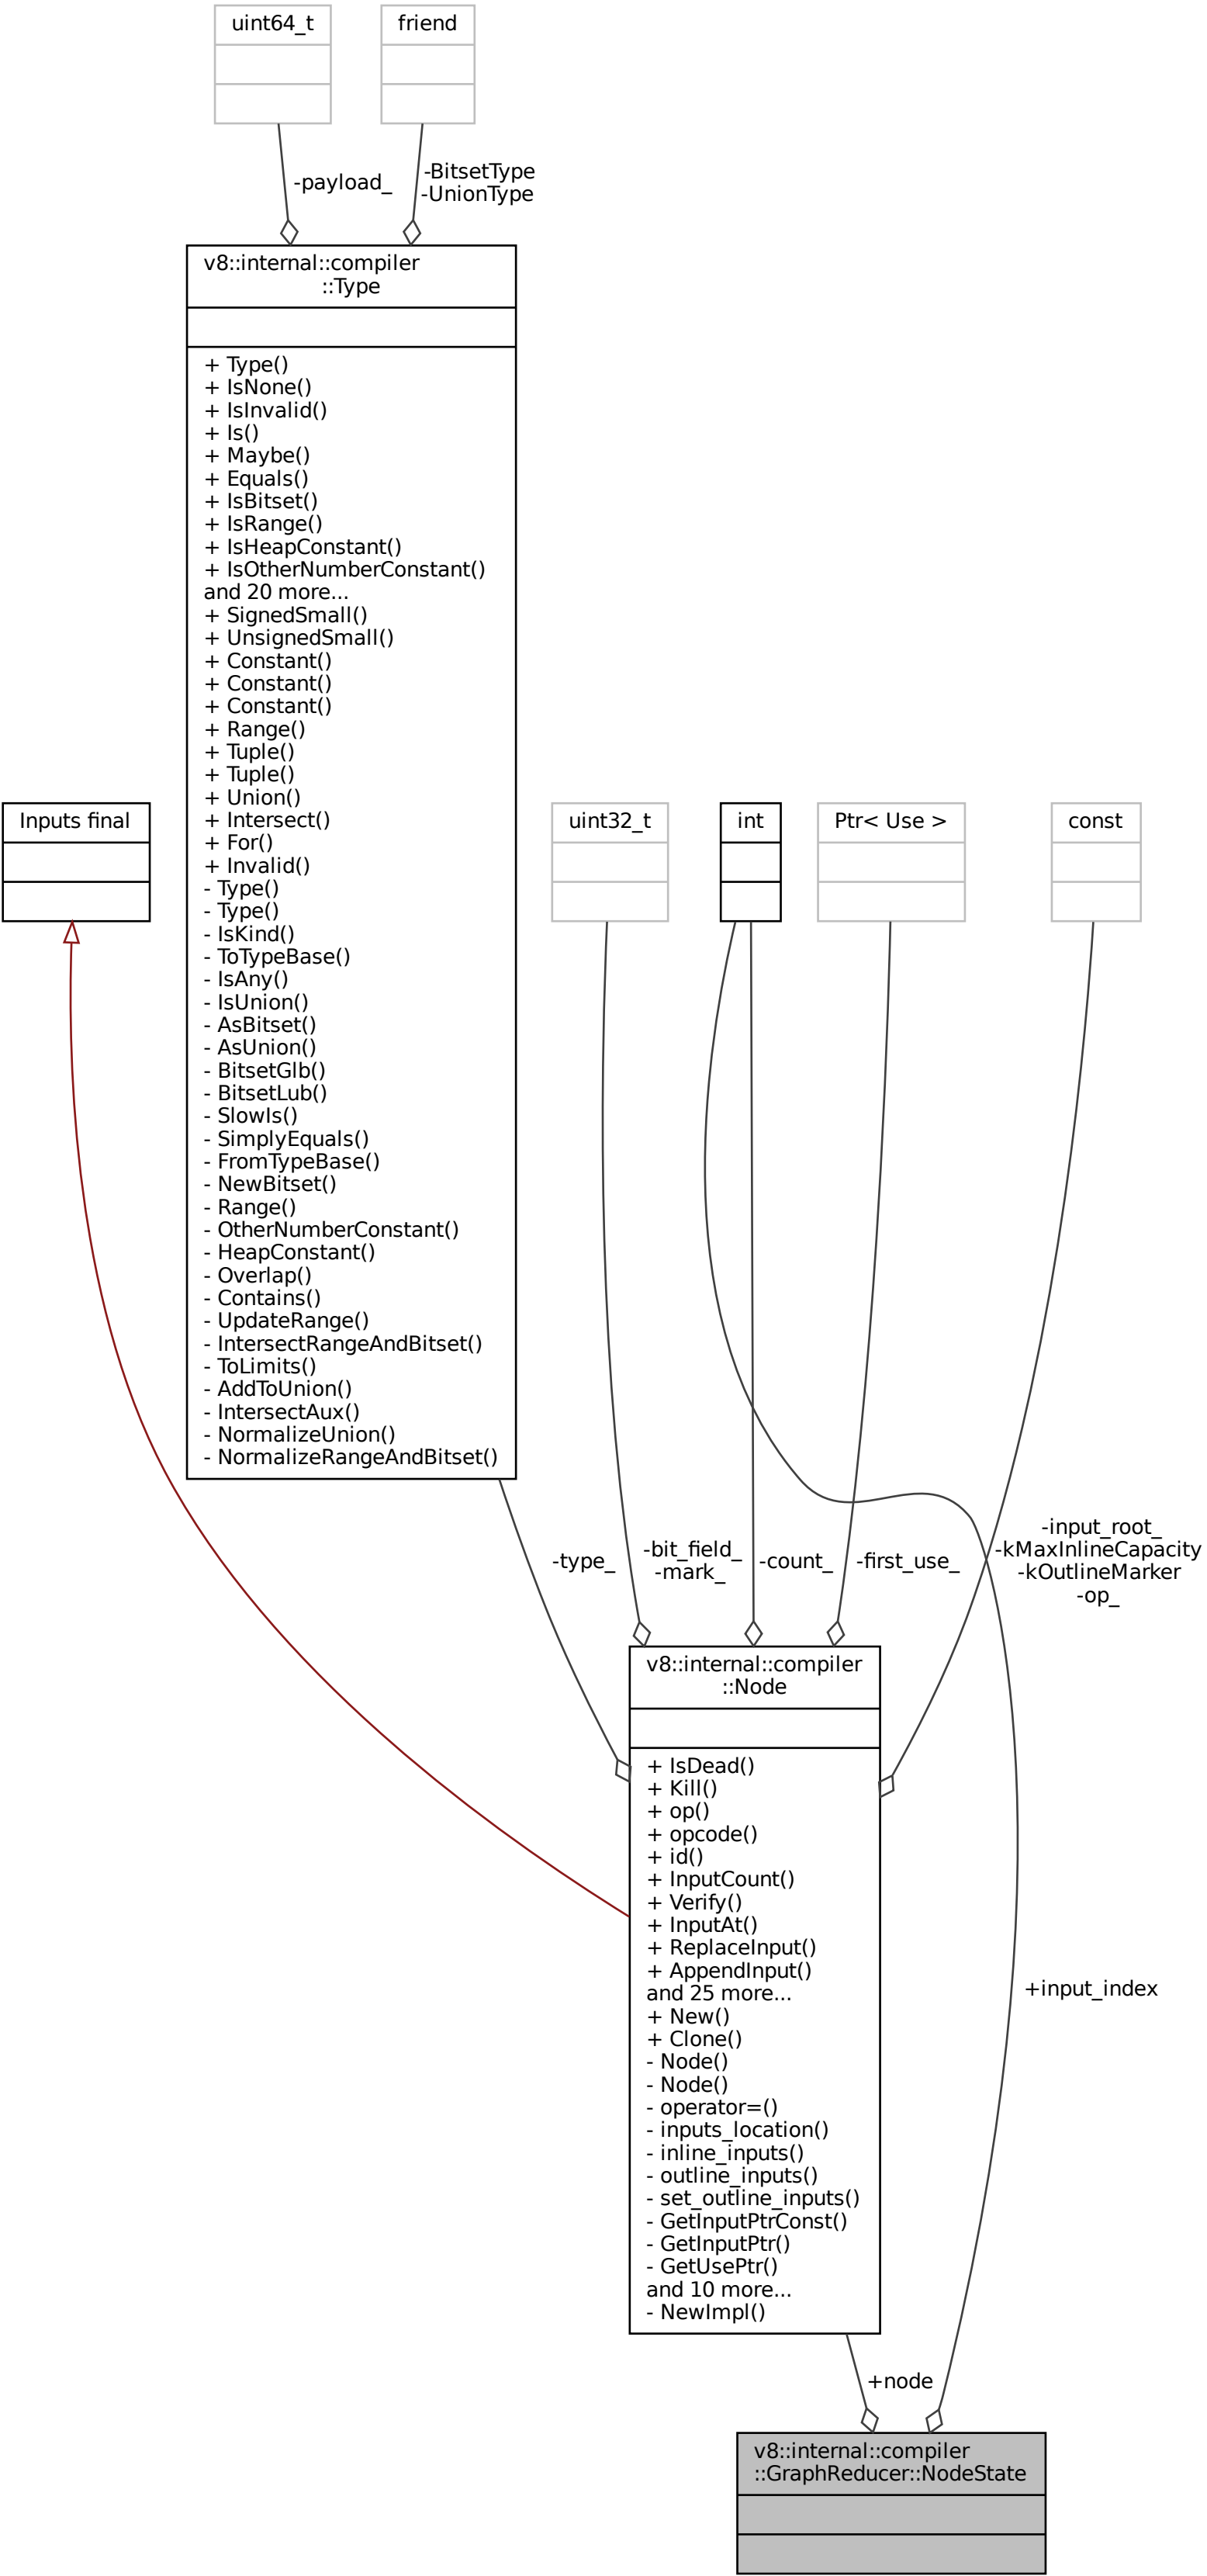 uint64_t
friend
-payload_
-BitsetType
-UnionType
v8::internal::compiler
::Type
+ Type()
+ IsNone()
+ IsInvalid()
+ Is()
+ Maybe()
+ Equals()
+ IsBitset()
+ IsRange()
+ IsHeapConstant()
+ IsOtherNumberConstant()
and 20 more...
+ SignedSmall()
+ UnsignedSmall()
+ Constant()
+ Constant()
+ Constant()
+ Range()
+ Tuple()
+ Tuple()
+ Union()
+ Intersect()
+ For()
+ Invalid()
- Type()
- Type()
- IsKind()
- ToTypeBase()
- IsAny()
- IsUnion()
- AsBitset()
- AsUnion()
- BitsetGlb()
- BitsetLub()
- SlowIs()
- SimplyEquals()
- FromTypeBase()
- NewBitset()
- Range()
- OtherNumberConstant()
- HeapConstant()
- Overlap()
- Contains()
- UpdateRange()
- IntersectRangeAndBitset()
- ToLimits()
- AddToUnion()
- IntersectAux()
- NormalizeUnion()
- NormalizeRangeAndBitset()
Inputs final
uint32_t
int
Ptr< Use >
const
-type_
-bit_field_
-mark_
-count_
-first_use_
-input_root_
-kMaxInlineCapacity
-kOutlineMarker
-op_
v8::internal::compiler
::Node
+ IsDead()
+ Kill()
+ op()
+ opcode()
+ id()
+ InputCount()
+ Verify()
+ InputAt()
+ ReplaceInput()
+ AppendInput()
and 25 more...
+ New()
+ Clone()
- Node()
- Node()
- operator=()
- inputs_location()
- inline_inputs()
- outline_inputs()
- set_outline_inputs()
- GetInputPtrConst()
- GetInputPtr()
- GetUsePtr()
and 10 more...
- NewImpl()
+input_index
+node
v8::internal::compiler
::GraphReducer::NodeState